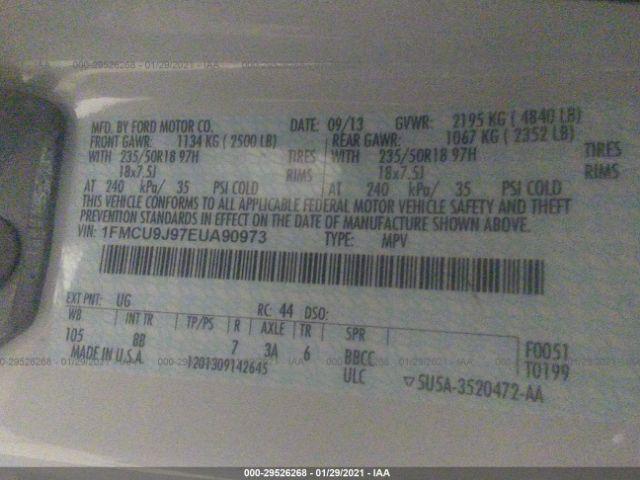 000-29526268 - 01/29/2021 - IAA
MFD. BY FORD MOTOR CO. DATE: 09/13 GVWR: 2195 KG ( 4840 LB)
FRONT GAWR: 1134 KG ( 2500 LB) REAR GAWR: 1067 KG ( 2352 LB)
WITH 235/50R18 97H TIRES WITH 235/50R18 97H TIRES
18x7.5J RIMS 18x7.5J RIMS
AT 240 kPa/ 35 PSI COLD AT 240 kPa/ 35 PSI COLD
THIS VEHICLE CONFORMS TO ALL APPLICABLE FEDERAL MOTOR VEHICLE SAFETY AND THEFT
PREVENTION STANDARDS IN EFFECT ON THE DATE OF MANUFACTURE SHOWN ABOVE.
VIN: 1FMCU9J97EUA90973 TYPE: MPV
EXT PNT: UG RC: 44 DSO:
WB INT TR TP/PS R AXLE TR SPR
105 8B 7 3A 6 BBCC F0051
MADE IN U.S.A. 1201309142645 ULC T0199
▽5U5A-3520472-AA
000-29526268 - 01/29/2021 - IAA